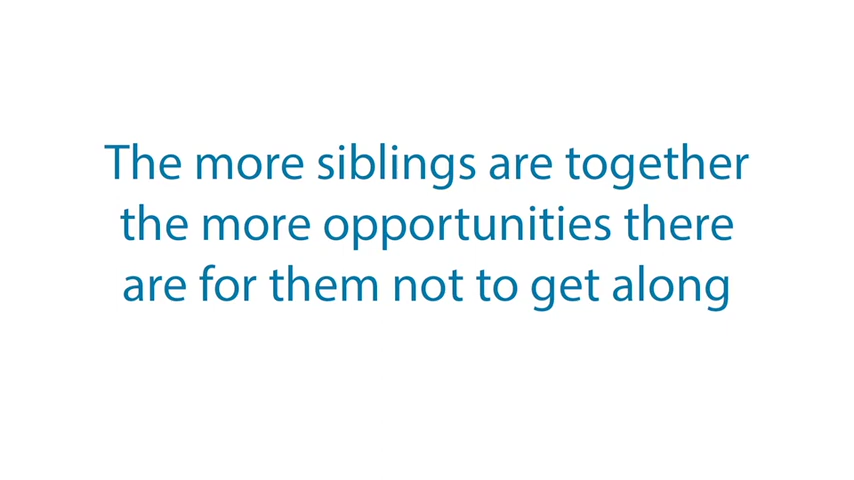 The more siblings are together
the more opportunities there
are for them not to get along